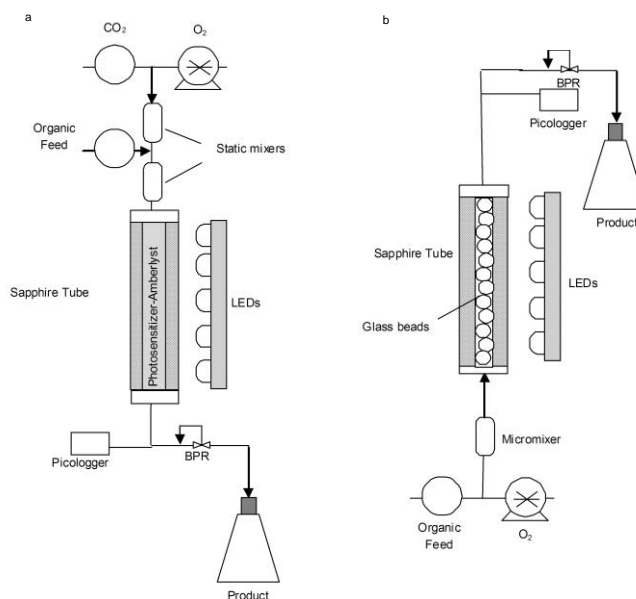 a
CO₂
O₂
Organic
Feed
Static mixers
Sapphire Tube
Photosensitizer-Amberlyst
LEDs
Picologger
BPR
Product
b
BPR
Picologger
Product
Sapphire Tube
LEDs
Glass beads
Micromixer
Organic
Feed
O₂